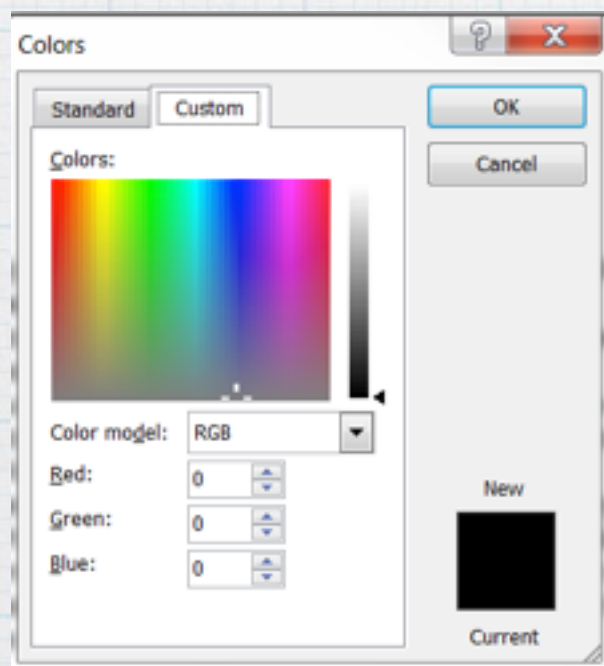 Colors
Standard Custom
OK
Cancel
Colors:
Color model: RGB
Red: 0
Green: 0
Blue: 0
New
Current